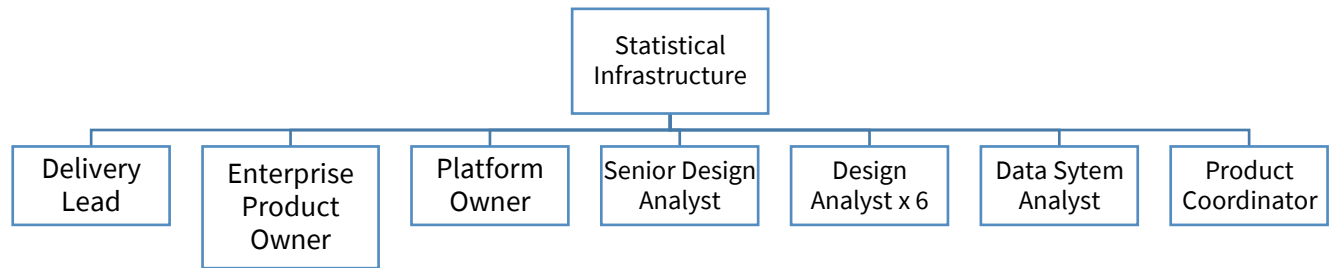 Statistical
Infrastructure
Delivery
Lead
Enterprise
Product
Owner
Platform
Owner
Senior Design
Analyst
Design
Analyst x 6
Data Sytem
Analyst
Product
Coordinator